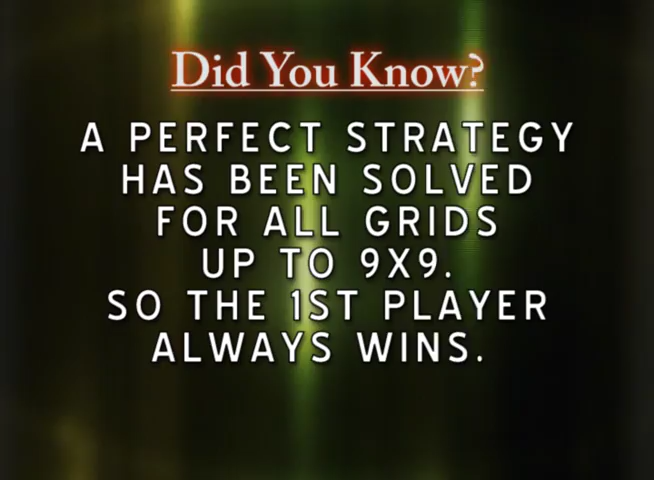 Did You Know?
A PERFECT STRATEGY
HAS BEEN SOLVED
FOR ALL GRIDS
UP TO 9X9.
SO THE 1ST PLAYER
ALWAYS WINS.